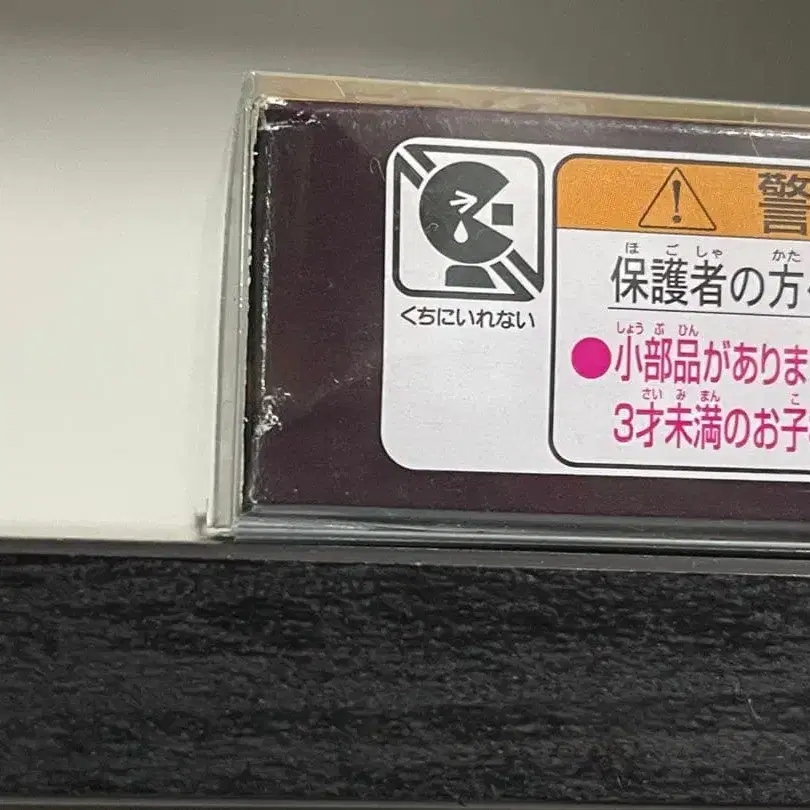 くちにいれない
警
ほごしゃ かた
保護者の方
しょうぶひん
●小部品がありま
さいみまん こ
3才未満のお子